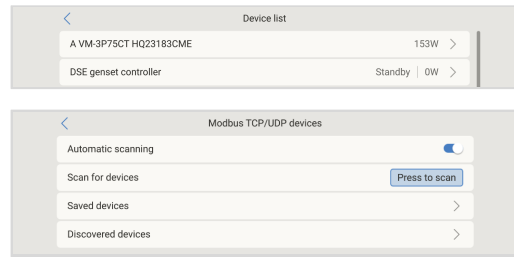 Device list
A VM-3P75CT HQ23183CME 153W
DSE genset controller Standby 0W
Modbus TCP/UDP devices
Automatic scanning
Scan for devices Press to scan
Saved devices
Discovered devices